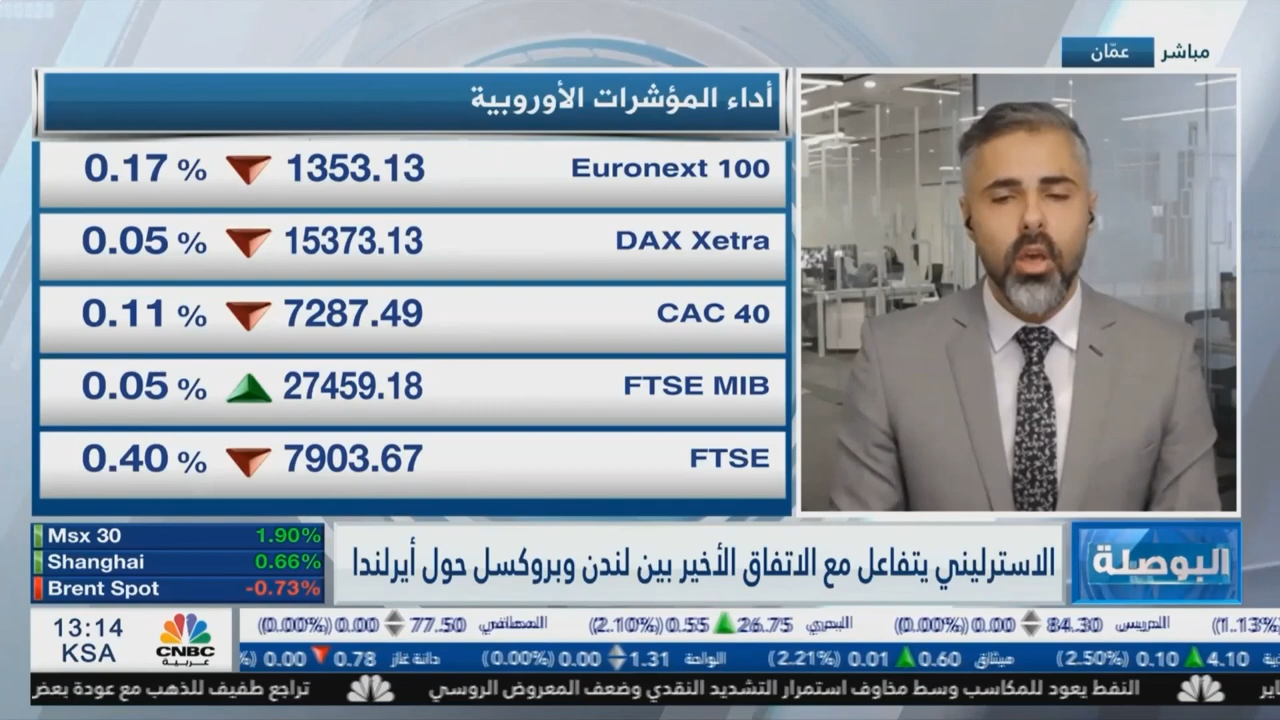 مباشر عمّان
أداء المؤشرات الأوروبية
Euronext 100 1353.13 0.17 %
DAX Xetra 15373.13 0.05 %
CAC 40 7287.49 0.11 %
FTSE MIB 27459.18 0.05 %
FTSE 7903.67 0.40 %
البوصلة
الاسترليني يتفاعل مع الاتفاق الأخير بين لندن وبروكسل حول أيرلندا
Msx 30 1.90%
Shanghai 0.66%
Brent Spot -0.73%
13:14
KSA
CNBC
عربية
(1.13%) 84.30 0.00 (0.00%) 26.75 0.55 (2.10%) 77.50 0.00 (0.00%)
4.10 0.10 (2.50%) ميثاق 0.60 0.01 (2.21%) اللولحة 1.31 (0.00%) 0.00 دانة غاز 0.78 0.00
النفط يعود للمكاسب وسط مخاوف استمرار التشديد النقدي وضعف المعروض الروسي
تراجع طفيف للذهب مع عودة بعض